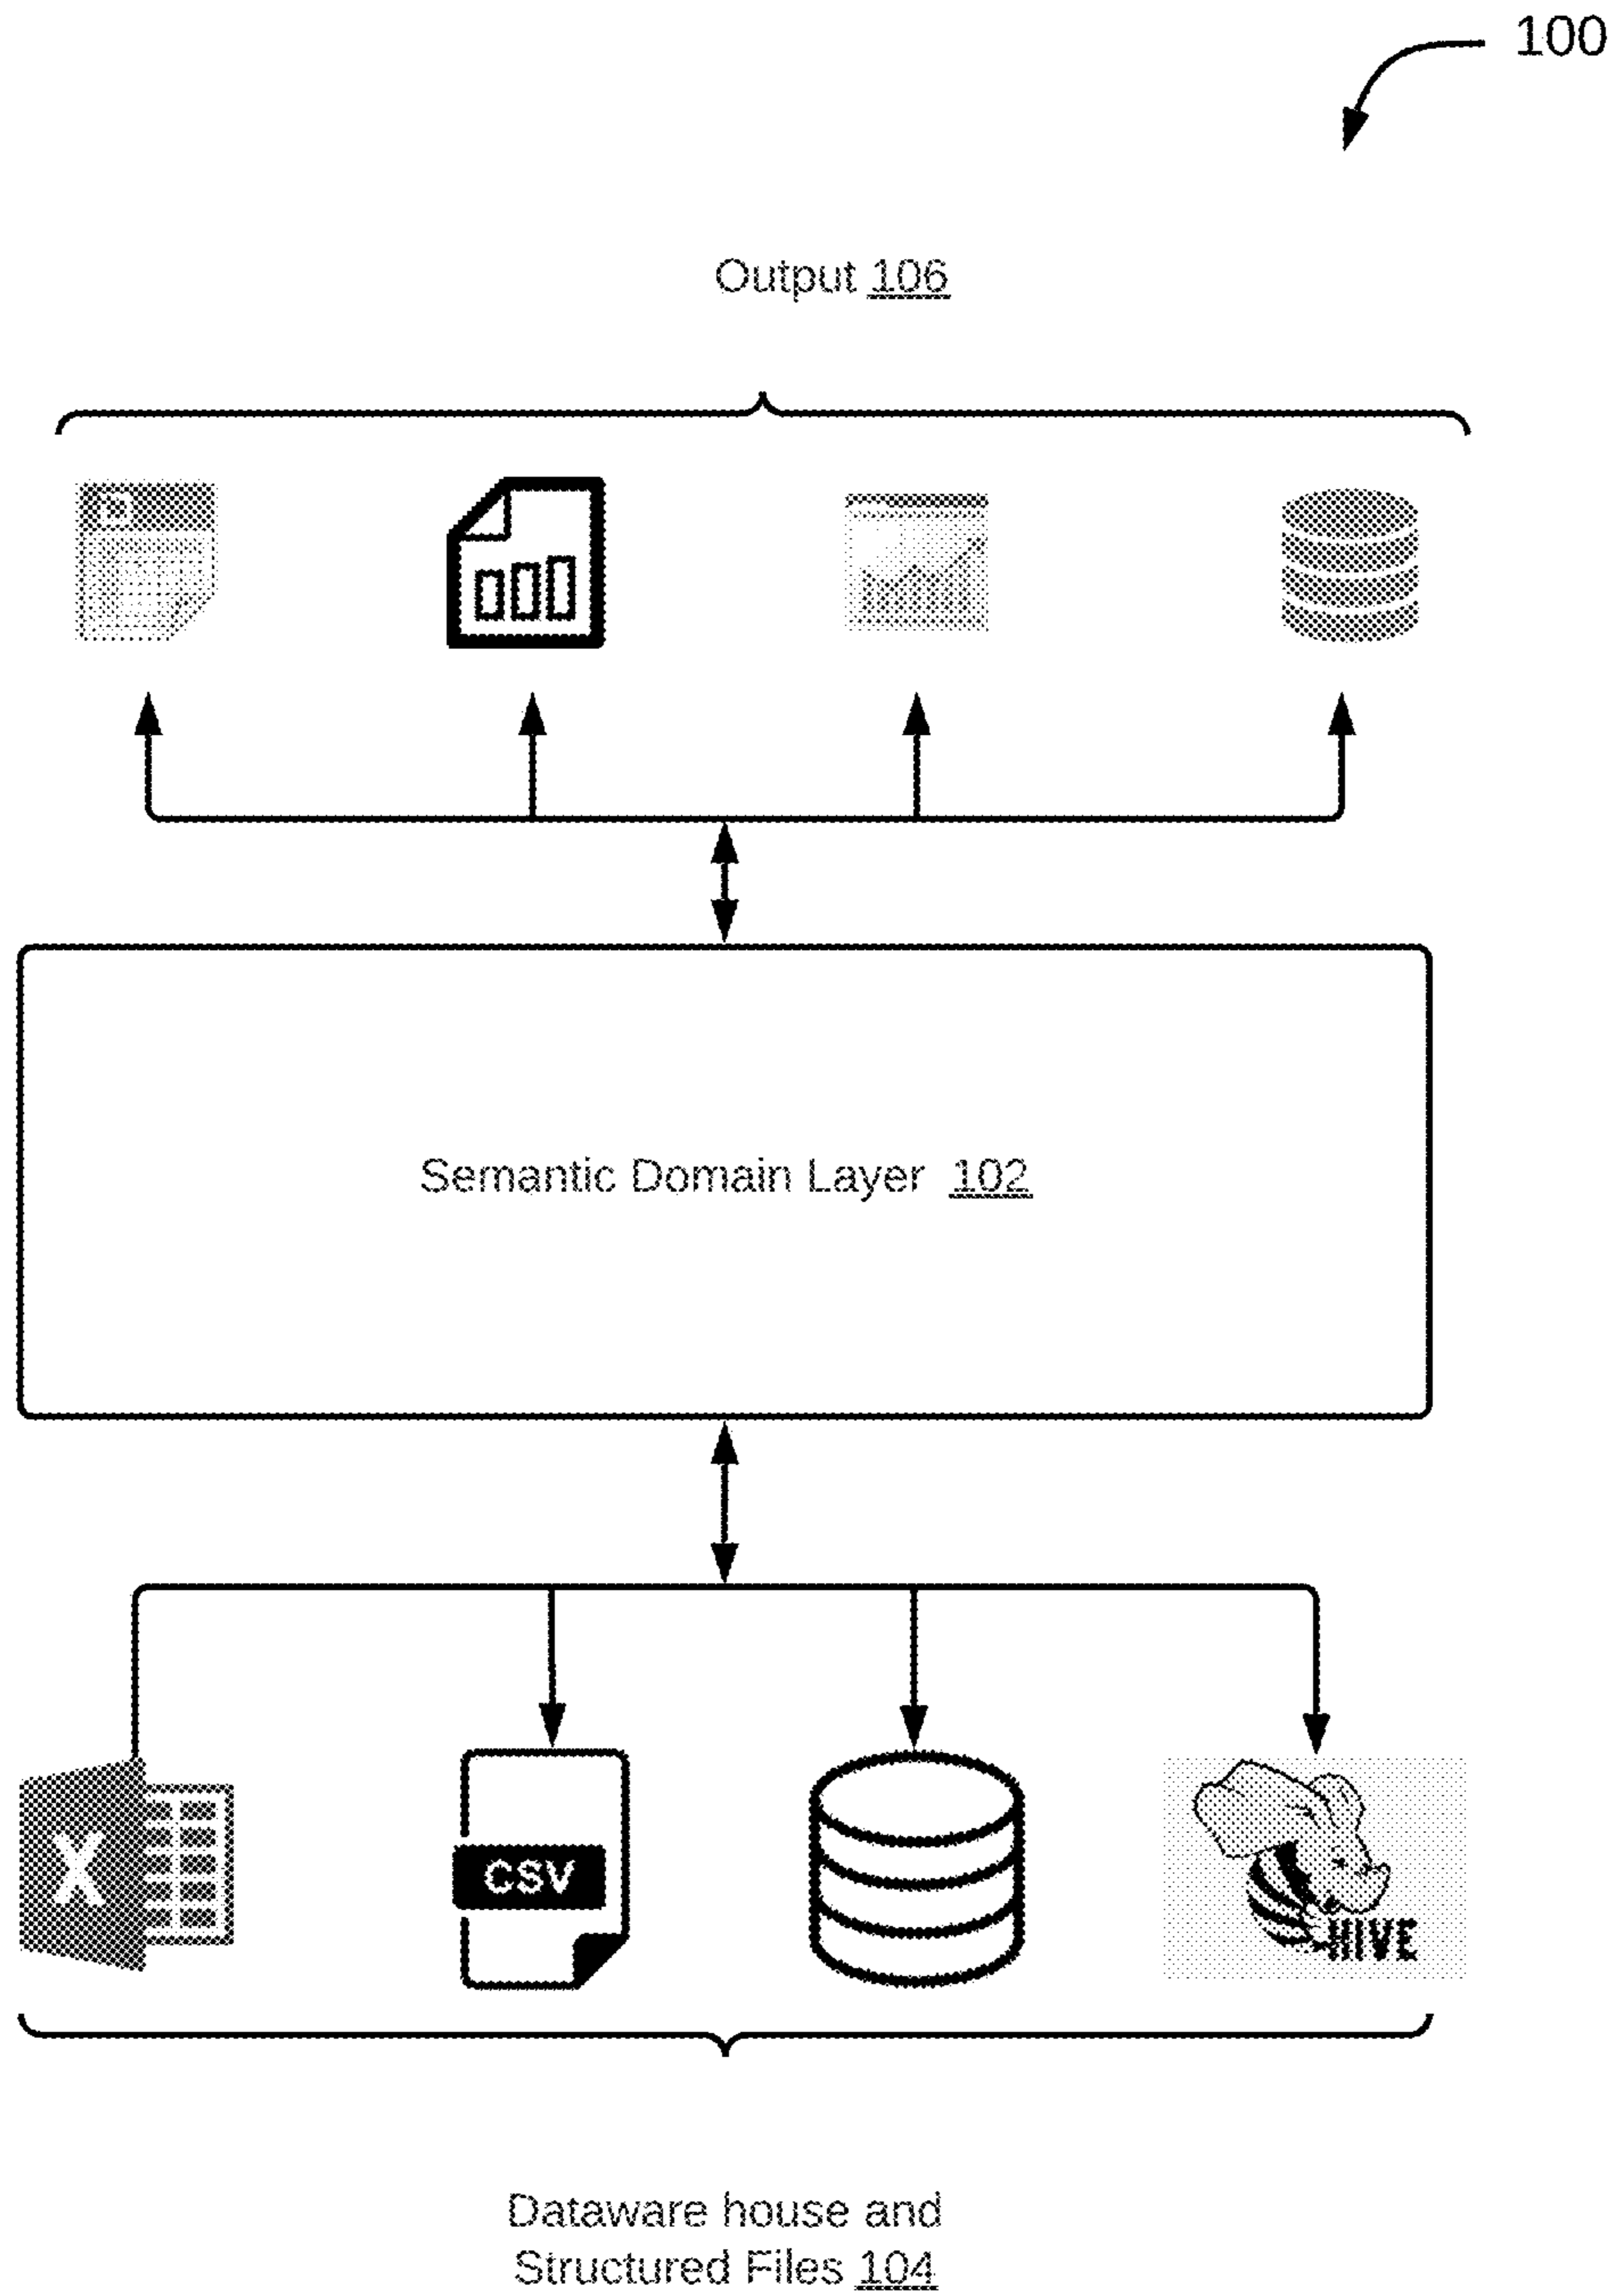 100
Output 106
Semantic Domain Layer 102
X
CSV
HIVE
Dataware house and
Structured Files 104